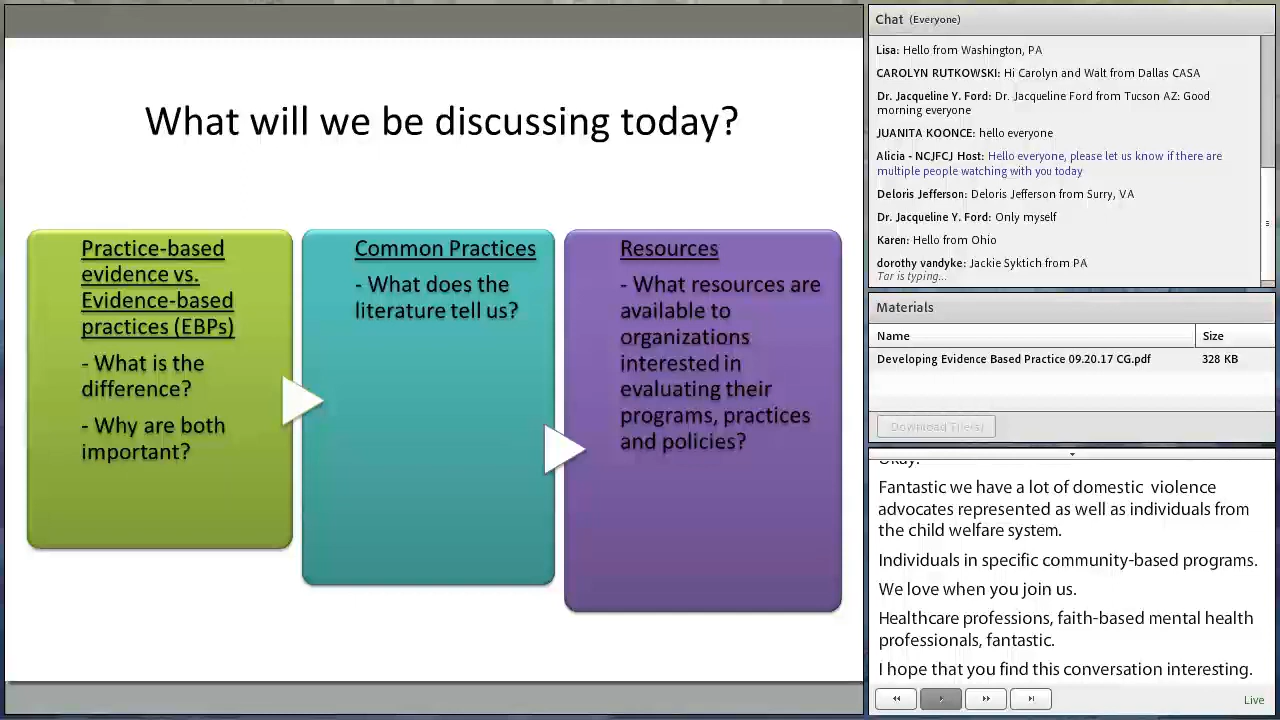 What will we be discussing today?
Practice-based
evidence vs.
Evidence-based
practices (EBPs)
- What is the
difference?
- Why are both
important?
Common Practices
- What does the
literature tell us?
Resources
- What resources are
available to
organizations
interested in
evaluating their
programs, practices
and policies?
Chat (Everyone)
Lisa: Hello from Washington, PA
CAROLYN RUTKOWSKI: Hi Carolyn and Walt from Dallas CASA
Dr. Jacqueline Y. Ford: Dr. Jacqueline Ford from Tucson AZ: Good
morning everyone
JUANITA KOONCE: hello everyone
Alicia - NCJFCJ Host: Hello everyone, please let us know if there are
multiple people watching with you today
Deloris Jefferson: Deloris Jefferson from Surry, VA
Dr. Jacqueline Y. Ford: Only myself
Karen: Hello from Ohio
dorothy vandyke: Jackie Syktich from PA
Tar is typing...
Materials
Name Size
Developing Evidence Based Practice 09.20.17 CG.pdf 328 KB
Download File(s)
Okay.
Fantastic we have a lot of domestic violence
advocates represented as well as individuals from
the child welfare system.
Individuals in specific community-based programs.
We love when you join us.
Healthcare professions, faith-based mental health
professionals, fantastic.
I hope that you find this conversation interesting.
Live